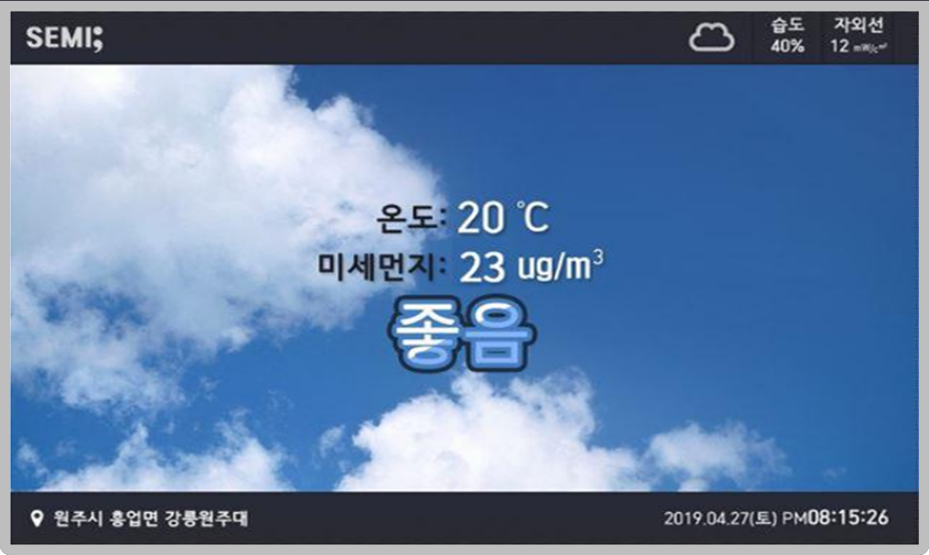 SEMI;
습도
40%
자외선
12 mW/c㎡
온도: 20 ℃
미세먼지: 23 ug/m³
좋음
원주시 흥업면 강릉원주대
2019.04.27(토) PM08:15:26